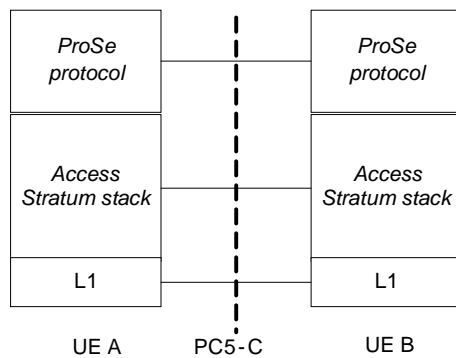 ProSe
protocol
ProSe
protocol
Access
Stratum stack
Access
Stratum stack
L1
L1
UE A
PC5-C
UE B